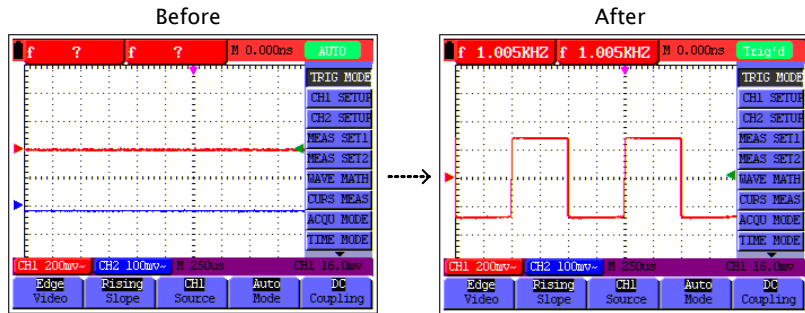 Before
f ? f ? M 0.000ns AUTO
TRIG MODE
CH1 SETUP
CH2 SETUP
MEAS SET1
MEAS SET2
WAVE MATH
CURS MEAS
ACQU MODE
TIME MODE
CH1 200mv~ CH2 100mv~ M 250us CH1 16.0mv
Edge Rising CH1 Auto DC
Video Slope Source Mode Coupling
After
f 1.005KHZ f 1.005KHZ M 0.000ns Trig'd
TRIG MODE
CH1 SETUP
CH2 SETUP
MEAS SET1
MEAS SET2
WAVE MATH
CURS MEAS
ACQU MODE
TIME MODE
CH1 200mv~ CH2 100mv~ M 250us CH1 16.0mv
Edge Rising CH1 Auto DC
Video Slope Source Mode Coupling